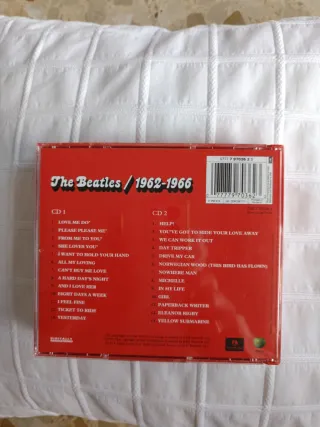 The Beatles / 1962-1966
CD 1
LOVE ME DO
PLEASE PLEASE ME
FROM ME TO YOU
SHE LOVES YOU
I WANT TO HOLD YOUR HAND
ALL MY LOVING
CAN'T BUY ME LOVE
A HARD DAY'S NIGHT
AND I LOVE HER
EIGHT DAYS A WEEK
I FEEL FINE
TICKET TO RIDE
YESTERDAY
CD 2
HELP!
YOU'VE GOT TO HIDE YOUR LOVE AWAY
WE CAN WORK IT OUT
DAY TRIPPER
DRIVE MY CAR
NORWEGIAN WOOD (THIS BIRD HAS FLOWN)
NOWHERE MAN
MICHELLE
IN MY LIFE
GIRL
PAPERBACK WRITER
ELEANOR RIGBY
YELLOW SUBMARINE